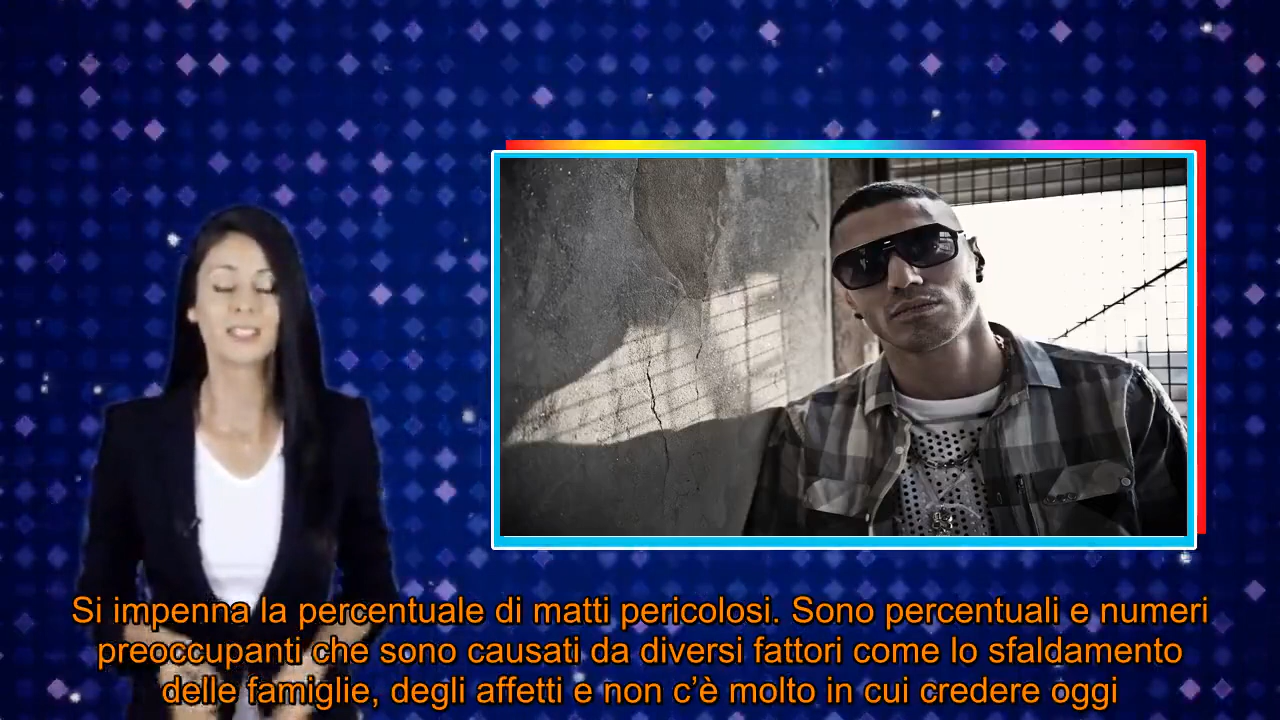 Si impenna la percentuale di matti pericolosi. Sono percentuali e numeri
preoccupanti che sono causati da diversi fattori come lo sfaldamento
delle famiglie, degli affetti e non c’è molto in cui credere oggi